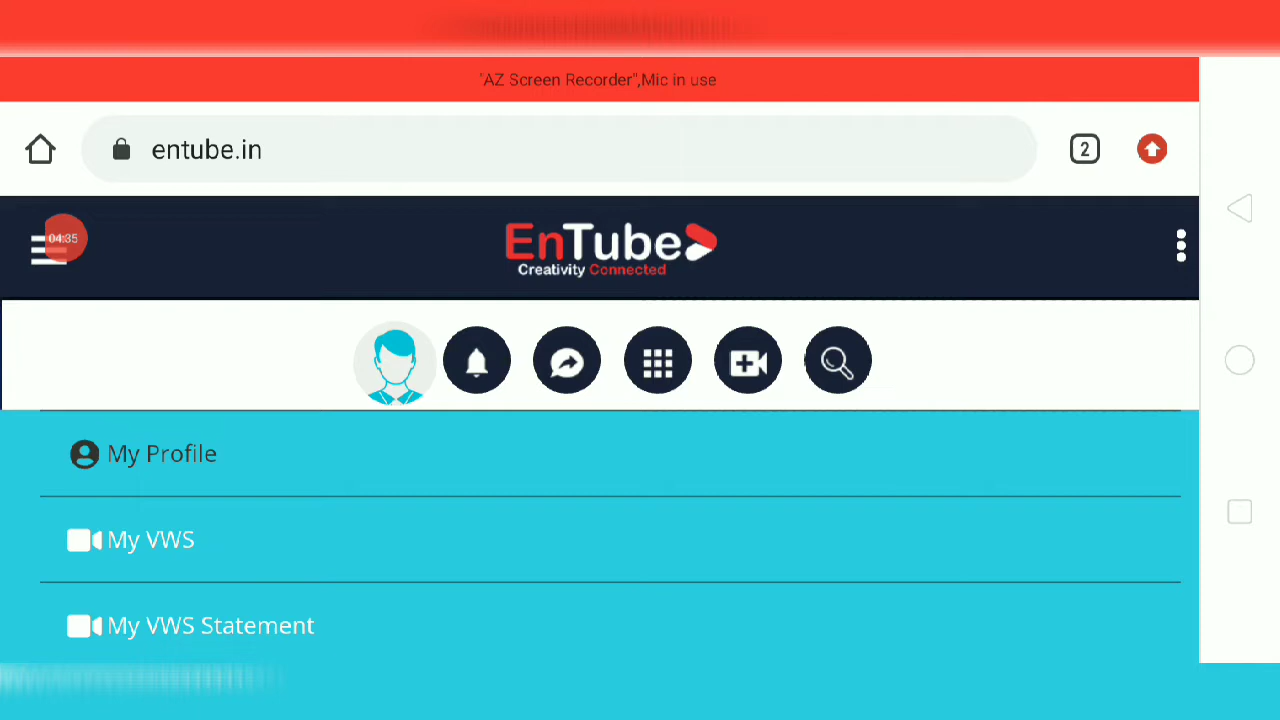 "AZ Screen Recorder",Mic in use
entube.in
2
04:35
EnTube
Creativity Connected
My Profile
My VWS
My VWS Statement